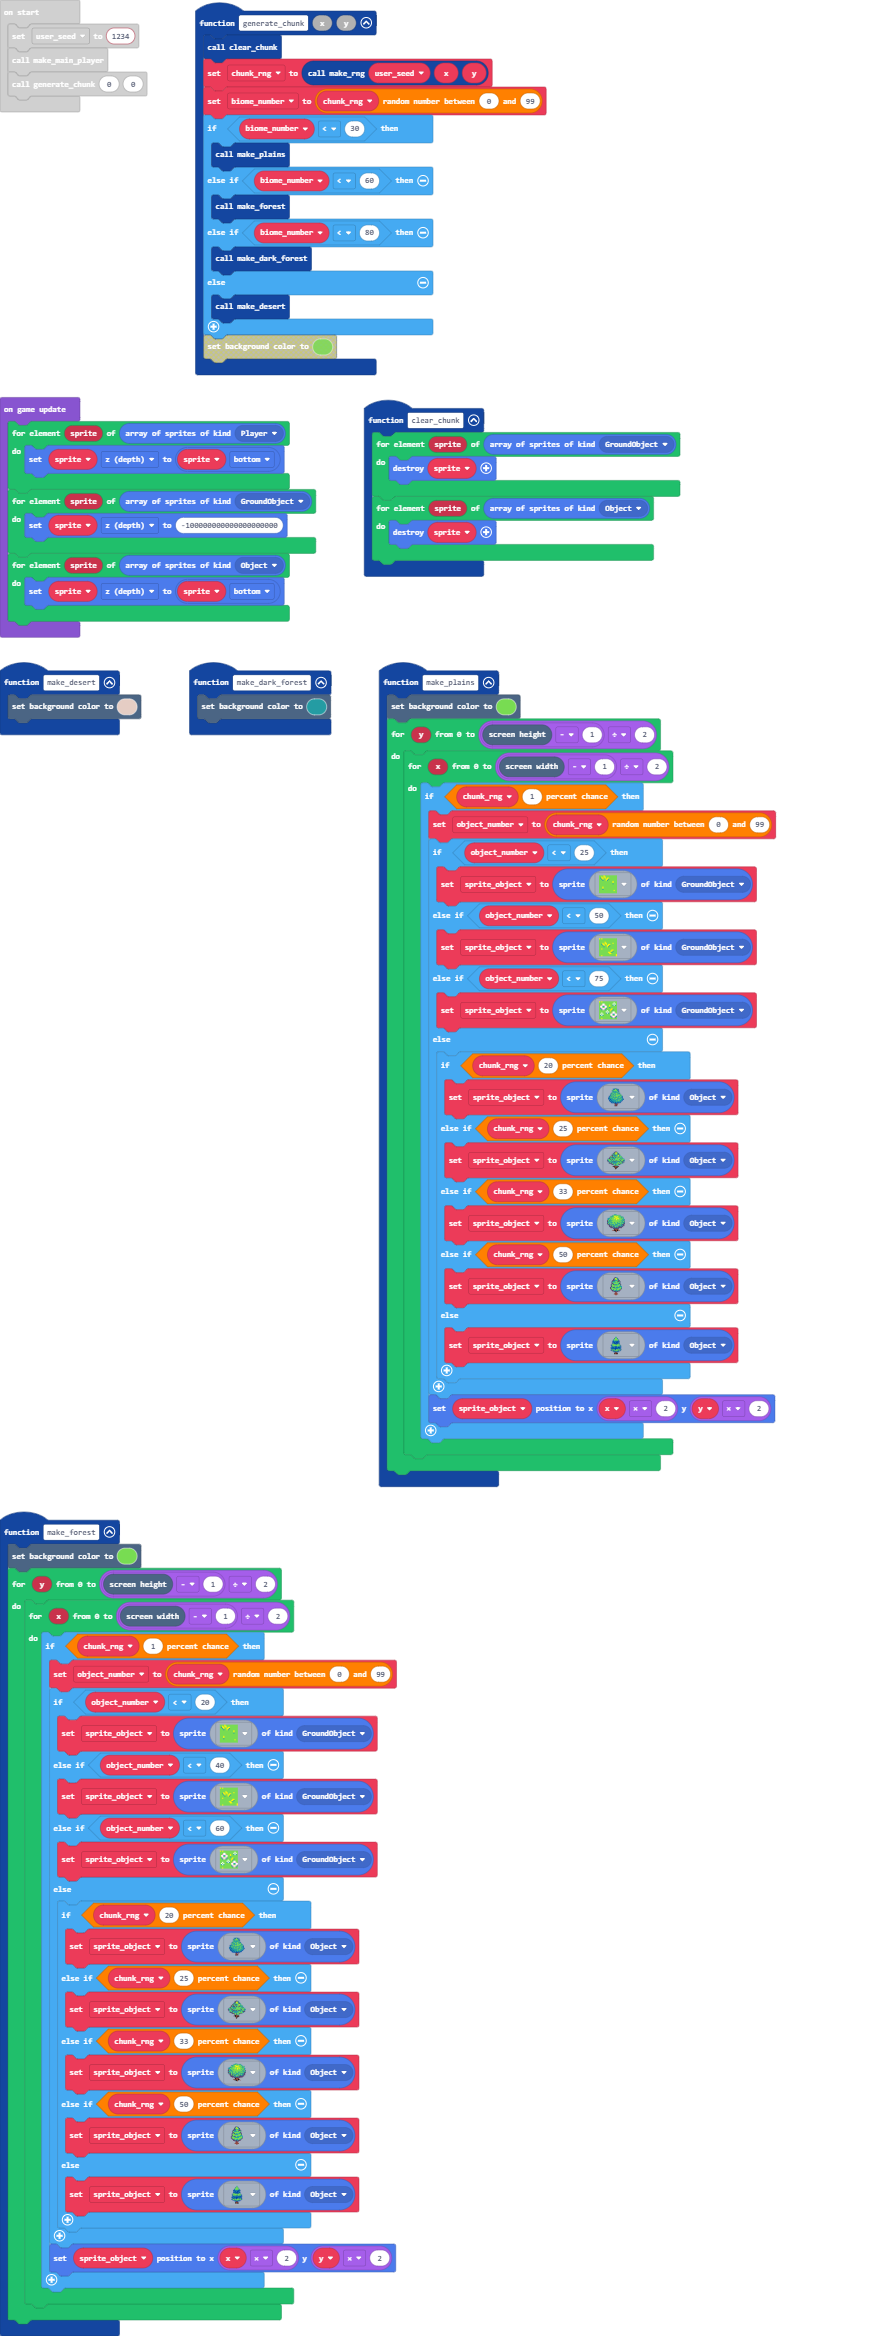 on start
set user_seed to 1234
call make_main_player
call generate_chunk 0 0
function generate_chunk x y
call clear_chunk
set chunk_rng to call make_rng user_seed x y
set biome_number to chunk_rng random number between 0 and 99
if biome_number < 30 then
call make_plains
else if biome_number < 60 then
call make_forest
else if biome_number < 80 then
call make_dark_forest
else
call make_desert
set background color to
on game update
for element sprite of array of sprites of kind Player
do
set sprite z (depth) to sprite bottom
for element sprite of array of sprites of kind GroundObject
do
set sprite z (depth) to
for element sprite of array of sprites of kind Object
do
set sprite z (depth) to sprite bottom
function clear_chunk
for element sprite of array of sprites of kind GroundObject
do
destroy sprite
for element sprite of array of sprites of kind Object
do
destroy sprite
function make_desert
set background color to
function make_dark_forest
set background color to
function make_plains
set background color to
for y from 0 to screen height - 1 ÷ 2
do
for x from 0 to screen width - 1 ÷ 2
do
if chunk_rng 1 percent chance then
set object_number to chunk_rng random number between 0 and 99
if object_number < 25 then
set sprite_object to sprite of kind GroundObject
else if object_number < 50 then
set sprite_object to sprite of kind GroundObject
else if object_number < 75 then
set sprite_object to sprite of kind GroundObject
else
if chunk_rng 20 percent chance then
set sprite_object to sprite of kind Object
else if chunk_rng 25 percent chance then
set sprite_object to sprite of kind Object
else if chunk_rng 33 percent chance then
set sprite_object to sprite of kind Object
else if chunk_rng 50 percent chance then
set sprite_object to sprite of kind Object
else
set sprite_object to sprite of kind Object
set sprite_object position to x x × 2 y y × 2
function make_forest
set background color to
for y from 0 to screen height - 1 ÷ 2
do
for x from 0 to screen width - 1 ÷ 2
do
if chunk_rng 1 percent chance then
set object_number to chunk_rng random number between 0 and 99
if object_number < 20 then
set sprite_object to sprite of kind GroundObject
else if object_number < 40 then
set sprite_object to sprite of kind GroundObject
else if object_number < 60 then
set sprite_object to sprite of kind GroundObject
else
if chunk_rng 20 percent chance then
set sprite_object to sprite of kind Object
else if chunk_rng 25 percent chance then
set sprite_object to sprite of kind Object
else if chunk_rng 33 percent chance then
set sprite_object to sprite of kind Object
else if chunk_rng 50 percent chance then
set sprite_object to sprite of kind Object
else
set sprite_object to sprite of kind Object
set sprite_object position to x x × 2 y y × 2